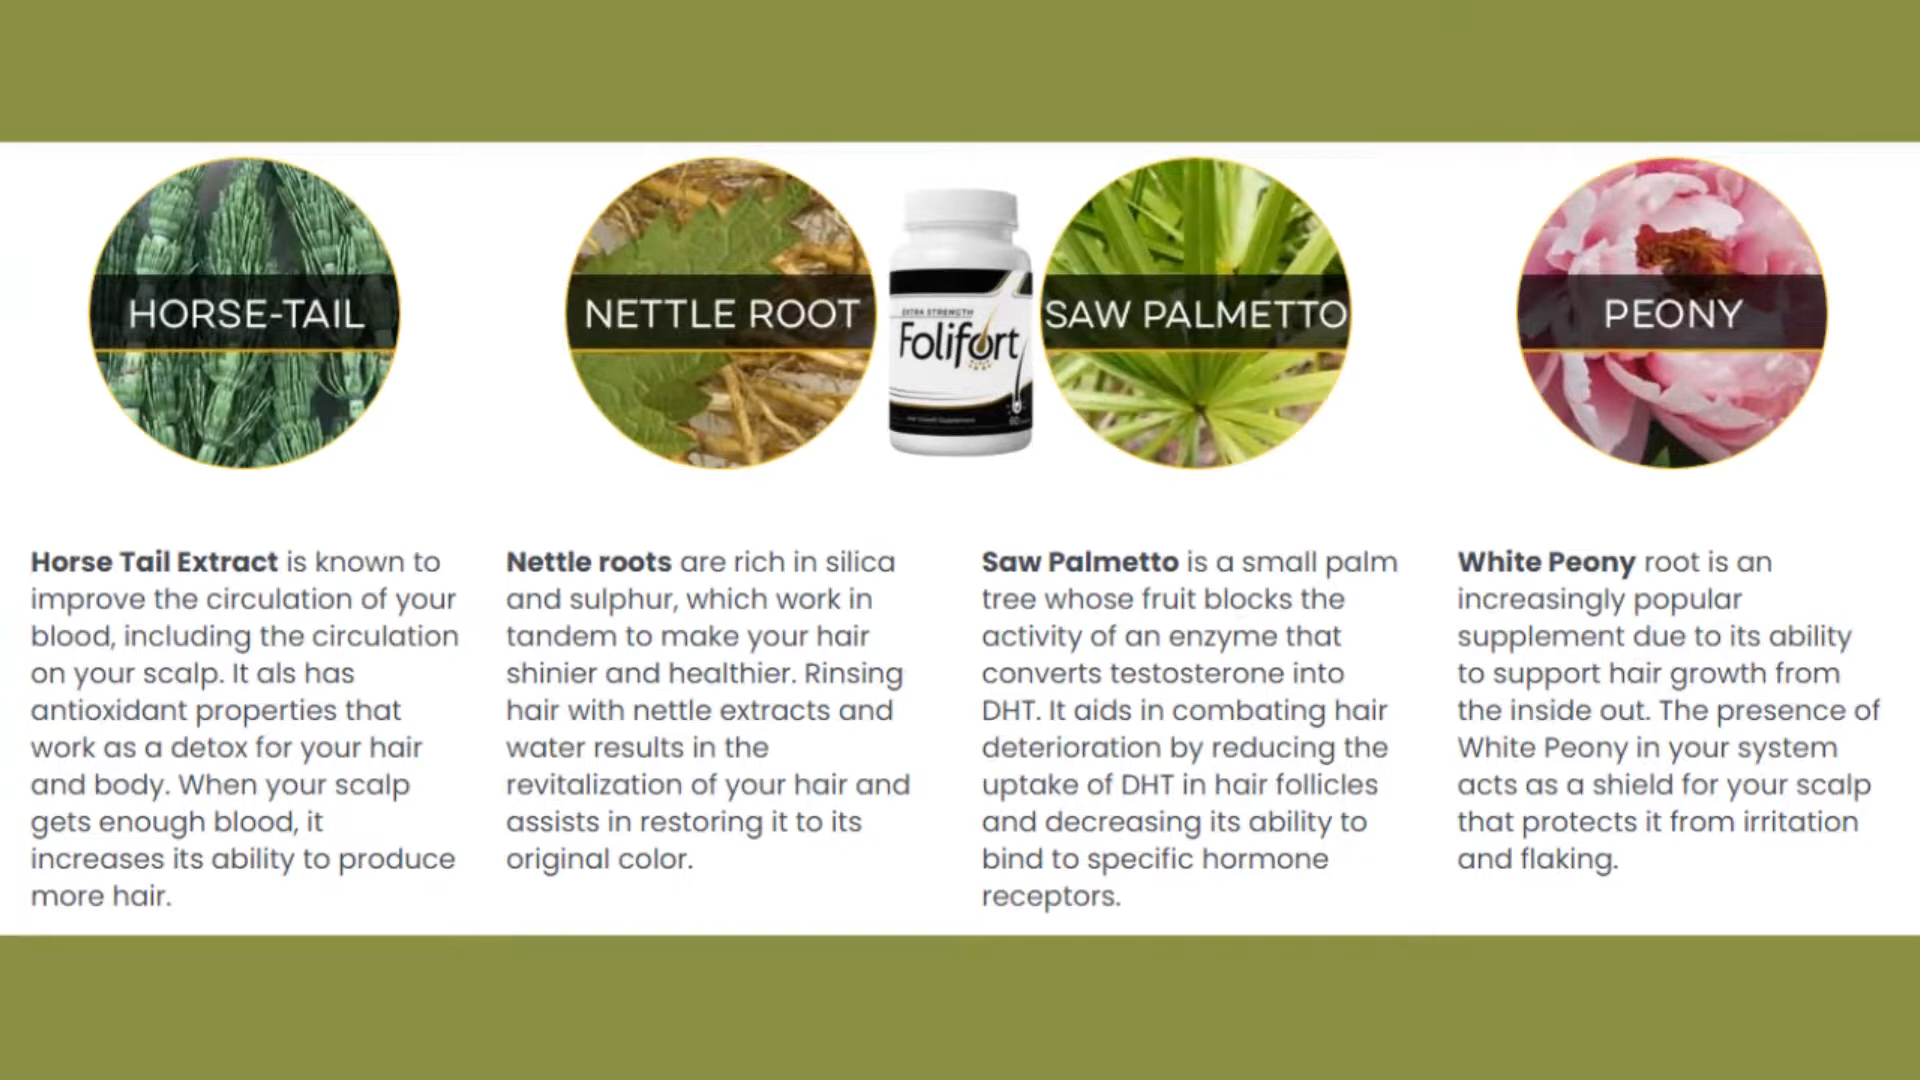 HORSE-TAIL
NETTLE ROOT
EXTRA STRENGTH
Folifort
SAW PALMETTO
PEONY
Horse Tail Extract is known to
improve the circulation of your
blood, including the circulation
on your scalp. It als has
antioxidant properties that
work as a detox for your hair
and body. When your scalp
gets enough blood, it
increases its ability to produce
more hair.
Nettle roots are rich in silica
and sulphur, which work in
tandem to make your hair
shinier and healthier. Rinsing
hair with nettle extracts and
water results in the
revitalization of your hair and
assists in restoring it to its
original color.
Saw Palmetto is a small palm
tree whose fruit blocks the
activity of an enzyme that
converts testosterone into
DHT. It aids in combating hair
deterioration by reducing the
uptake of DHT in hair follicles
and decreasing its ability to
bind to specific hormone
receptors.
White Peony root is an
increasingly popular
supplement due to its ability
to support hair growth from
the inside out. The presence of
White Peony in your system
acts as a shield for your scalp
that protects it from irritation
and flaking.